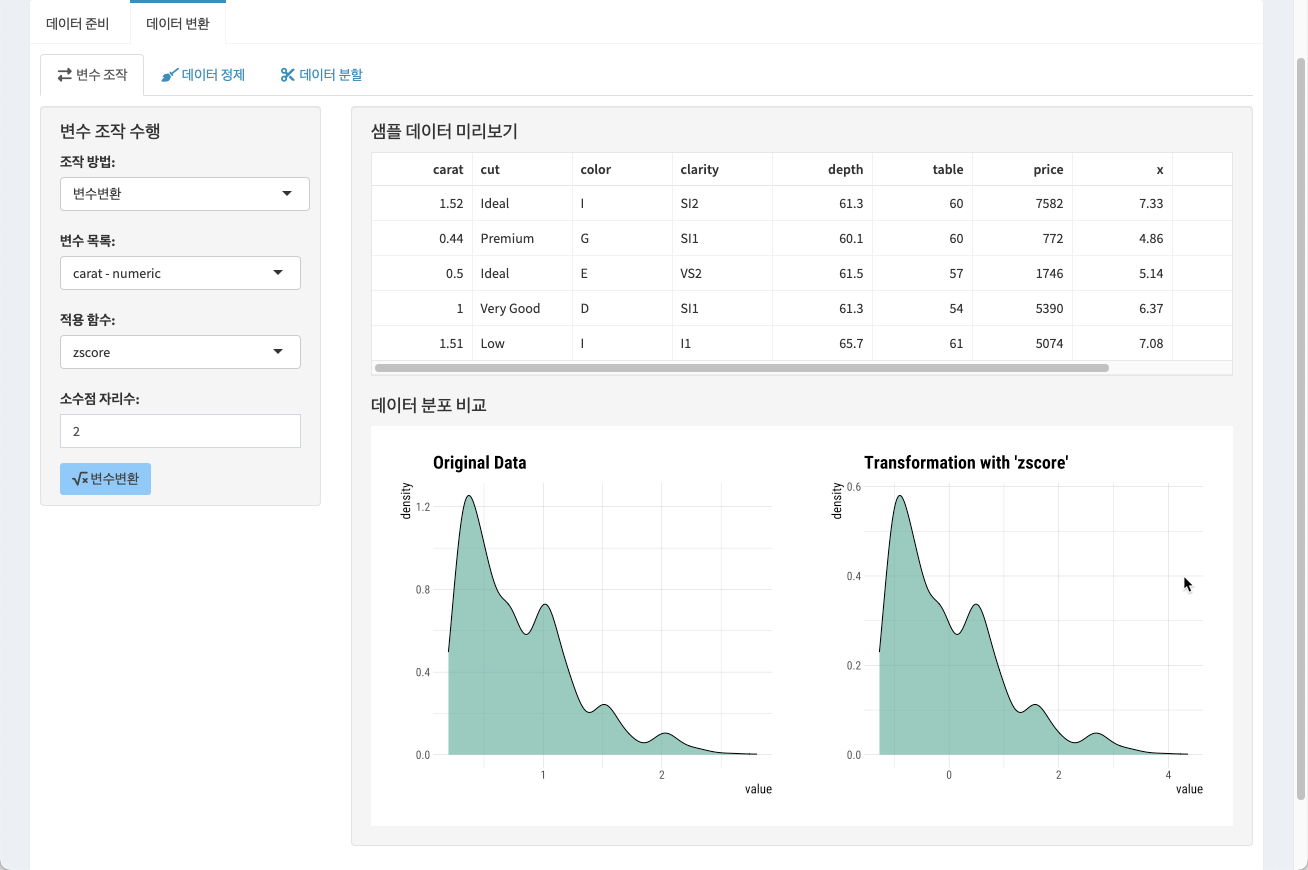 데이터 준비 데이터 변환
변수 조작 데이터 정제 데이터 분할
변수 조작 수행
조작 방법:
변수변환
변수 목록:
carat - numeric
적용 함수:
zscore
소수점 자리수:
2
변수변환
샘플 데이터 미리보기
carat cut color clarity depth table price x
1.52 Ideal I SI2 61.3 60 7582 7.33
0.44 Premium G SI1 60.1 60 772 4.86
0.5 Ideal E VS2 61.5 57 1746 5.14
1 Very Good D SI1 61.3 54 5390 6.37
1.51 Low I I1 65.7 61 5074 7.08
데이터 분포 비교
Original Data
density
1.2
0.8
0.4
0.0
1 2
value
Transformation with 'zscore'
density
0.6
0.4
0.2
0.0
0 2 4
value